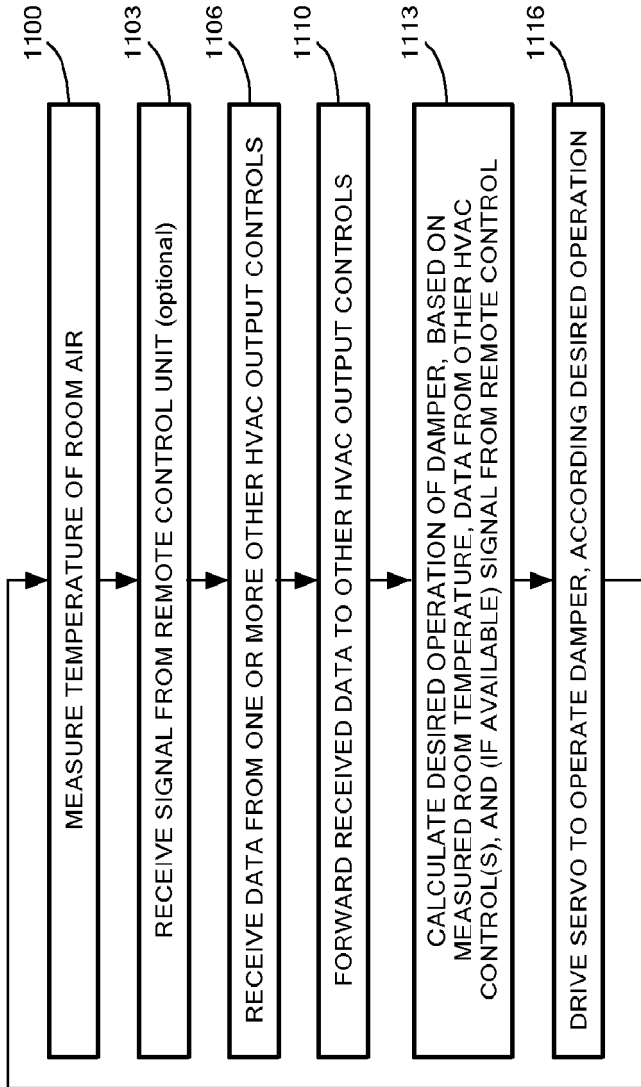 1100
MEASURE TEMPERATURE OF ROOM AIR
1103
RECEIVE SIGNAL FROM REMOTE CONTROL UNIT (optional)
1106
RECEIVE DATA FROM ONE OR MORE OTHER HVAC OUTPUT CONTROLS
1110
FORWARD RECEIVED DATA TO OTHER HVAC OUTPUT CONTROLS
1113
CALCULATE DESIRED OPERATION OF DAMPER, BASED ON
MEASURED ROOM TEMPERATURE, DATA FROM OTHER HVAC
CONTROL(S), AND (IF AVAILABLE) SIGNAL FROM REMOTE CONTROL
1116
DRIVE SERVO TO OPERATE DAMPER, ACCORDING DESIRED OPERATION